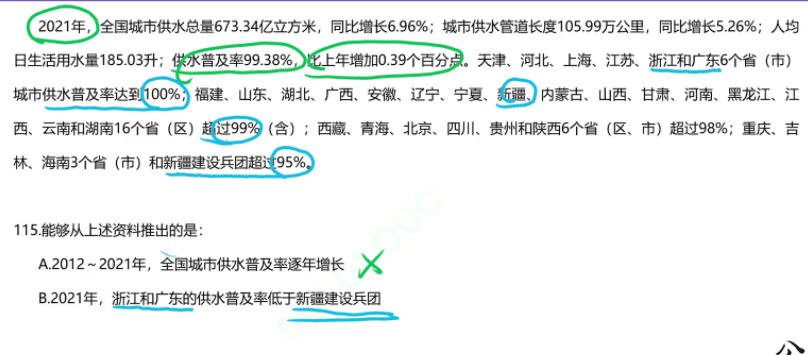 2021年，全国城市供水总量673.34亿立方米，同比增长6.96%；城市供水管道长度105.99万公里，同比增长5.26%；人均
日生活用水量185.03升；供水普及率99.38%，比上年增加0.39个百分点。天津、河北、上海、江苏、浙江和广东6个省（市）
城市供水普及率达到100%；福建、山东、湖北、广西、安徽、辽宁、宁夏、新疆、内蒙古、山西、甘肃、河南、黑龙江、江
西、云南和湖南16个省（区）超过99%（含）；西藏、青海、北京、四川、贵州和陕西6个省（区、市）超过98%；重庆、吉
林、海南3个省（市）和新疆建设兵团超过95%。
115.能够从上述资料推出的是：
A.2012～2021年，全国城市供水普及率逐年增长
B.2021年，浙江和广东的供水普及率低于新疆建设兵团